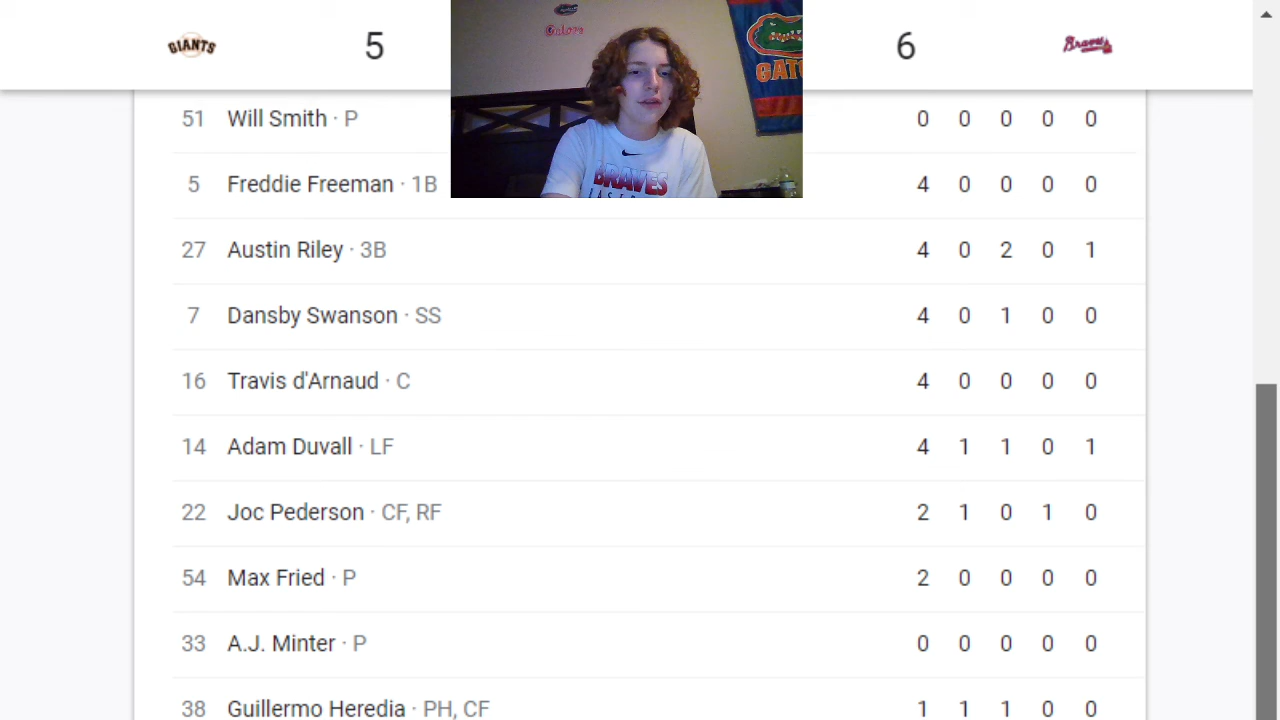 GIANTS 5 6 Braves
Gators
GAT
BRAVES
51 Will Smith · P 0 0 0 0 0
5 Freddie Freeman · 1B 4 0 0 0 0
27 Austin Riley · 3B 4 0 2 0 1
7 Dansby Swanson · SS 4 0 1 0 0
16 Travis d'Arnaud · C 4 0 0 0 0
14 Adam Duvall · LF 4 1 1 0 1
22 Joc Pederson · CF, RF 2 1 0 1 0
54 Max Fried · P 2 0 0 0 0
33 A.J. Minter · P 0 0 0 0 0
38 Guillermo Heredia · PH, CF 1 1 1 0 0